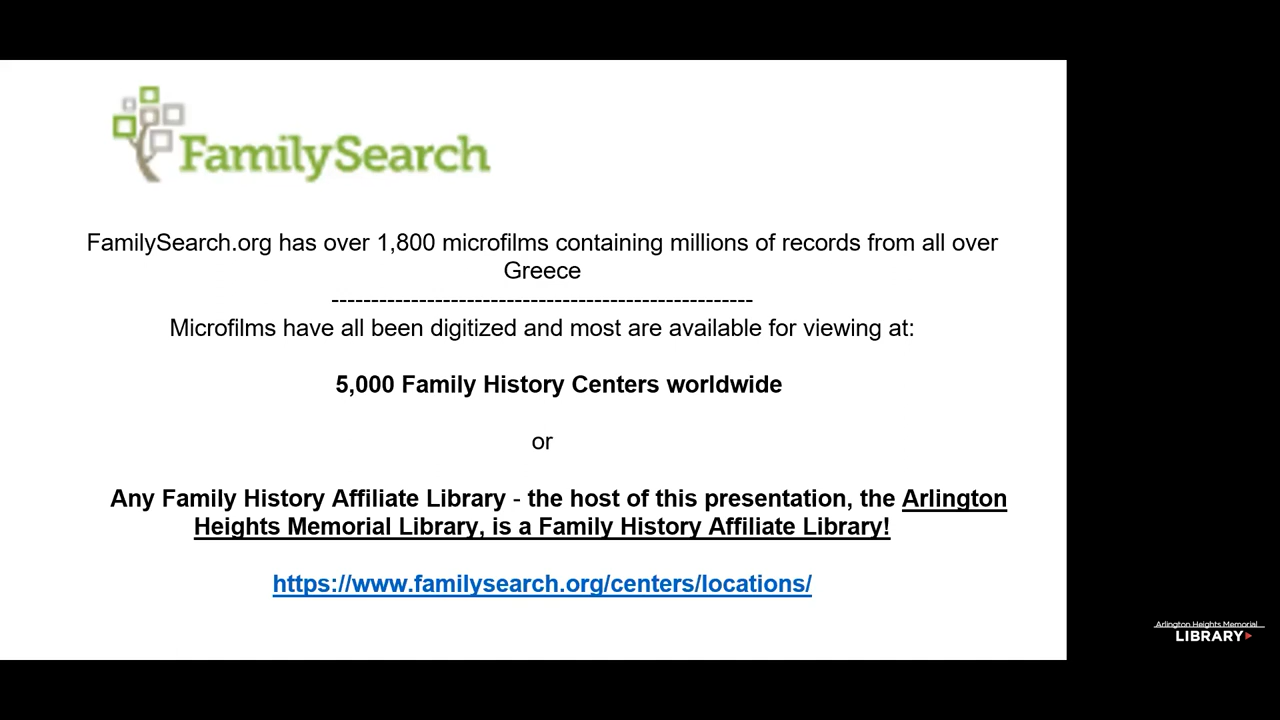 FamilySearch
FamilySearch.org has over 1,800 microfilms containing millions of records from all over
Greece
-----------------------------------------------------
Microfilms have all been digitized and most are available for viewing at:
5,000 Family History Centers worldwide
or
Any Family History Affiliate Library - the host of this presentation, the Arlington
Heights Memorial Library, is a Family History Affiliate Library!
https://www.familysearch.org/centers/locations/
Arlington Heights Memorial
LIBRARY